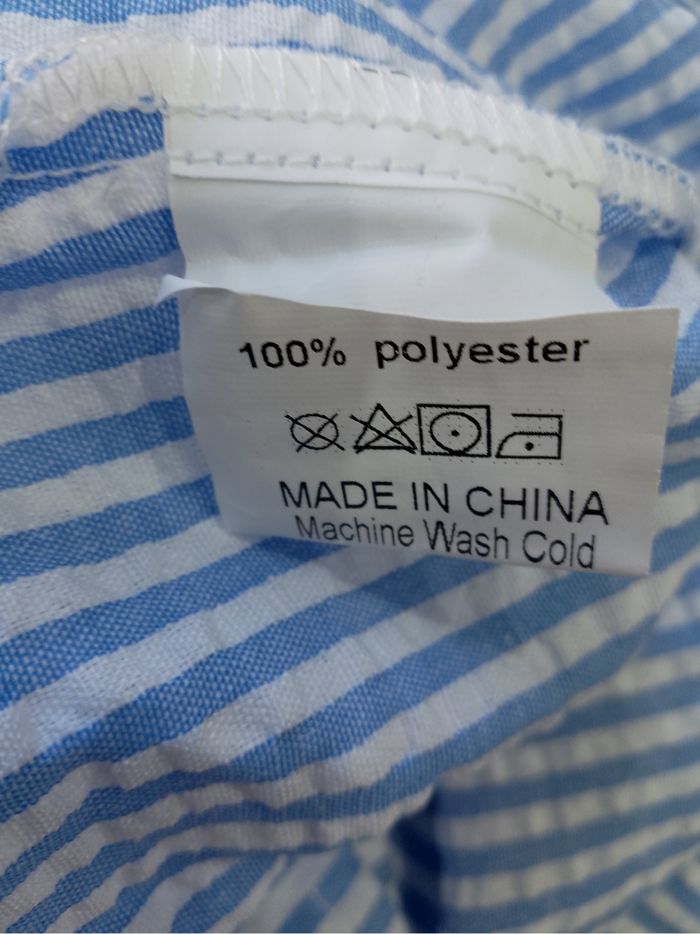 100% polyester
MADE IN CHINA
Machine Wash Cold